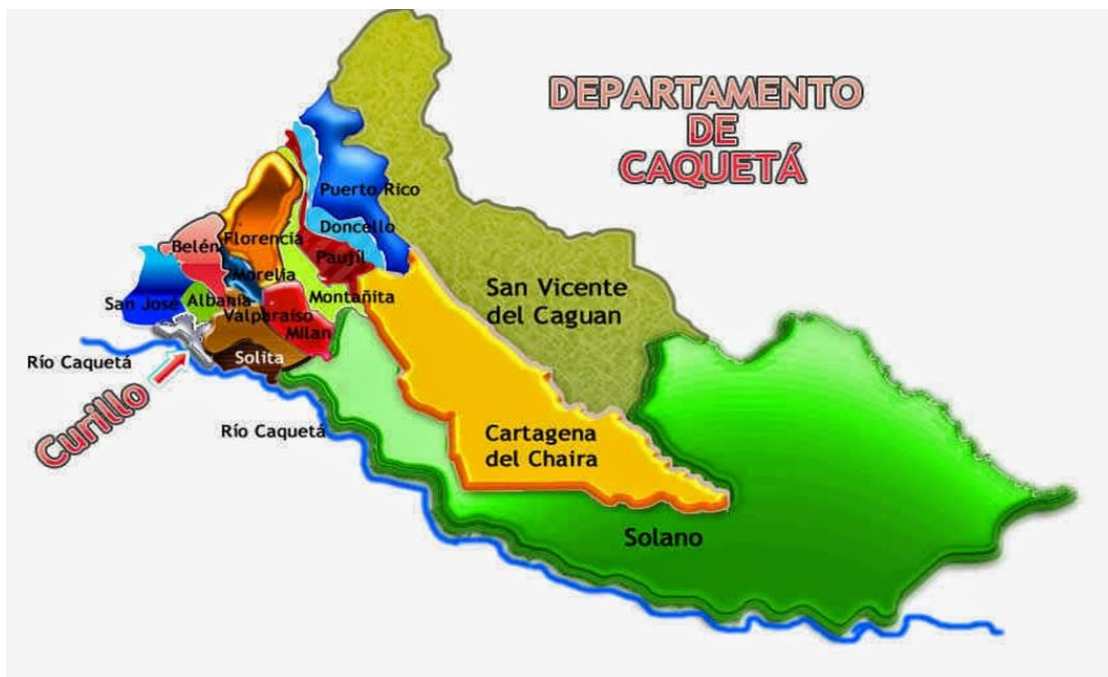 DEPARTAMENTO
DE
CAQUETÁ
Puerto Rico
Doncello
Florencia
Belén
Paujíl
Morelia
San Vicente
del Caguan
Montañita
San José
Albania
Valparaiso
Milan
Solita
Río Caquetá
Curillo
Río Caquetá
Cartagena
del Chaira
Solano